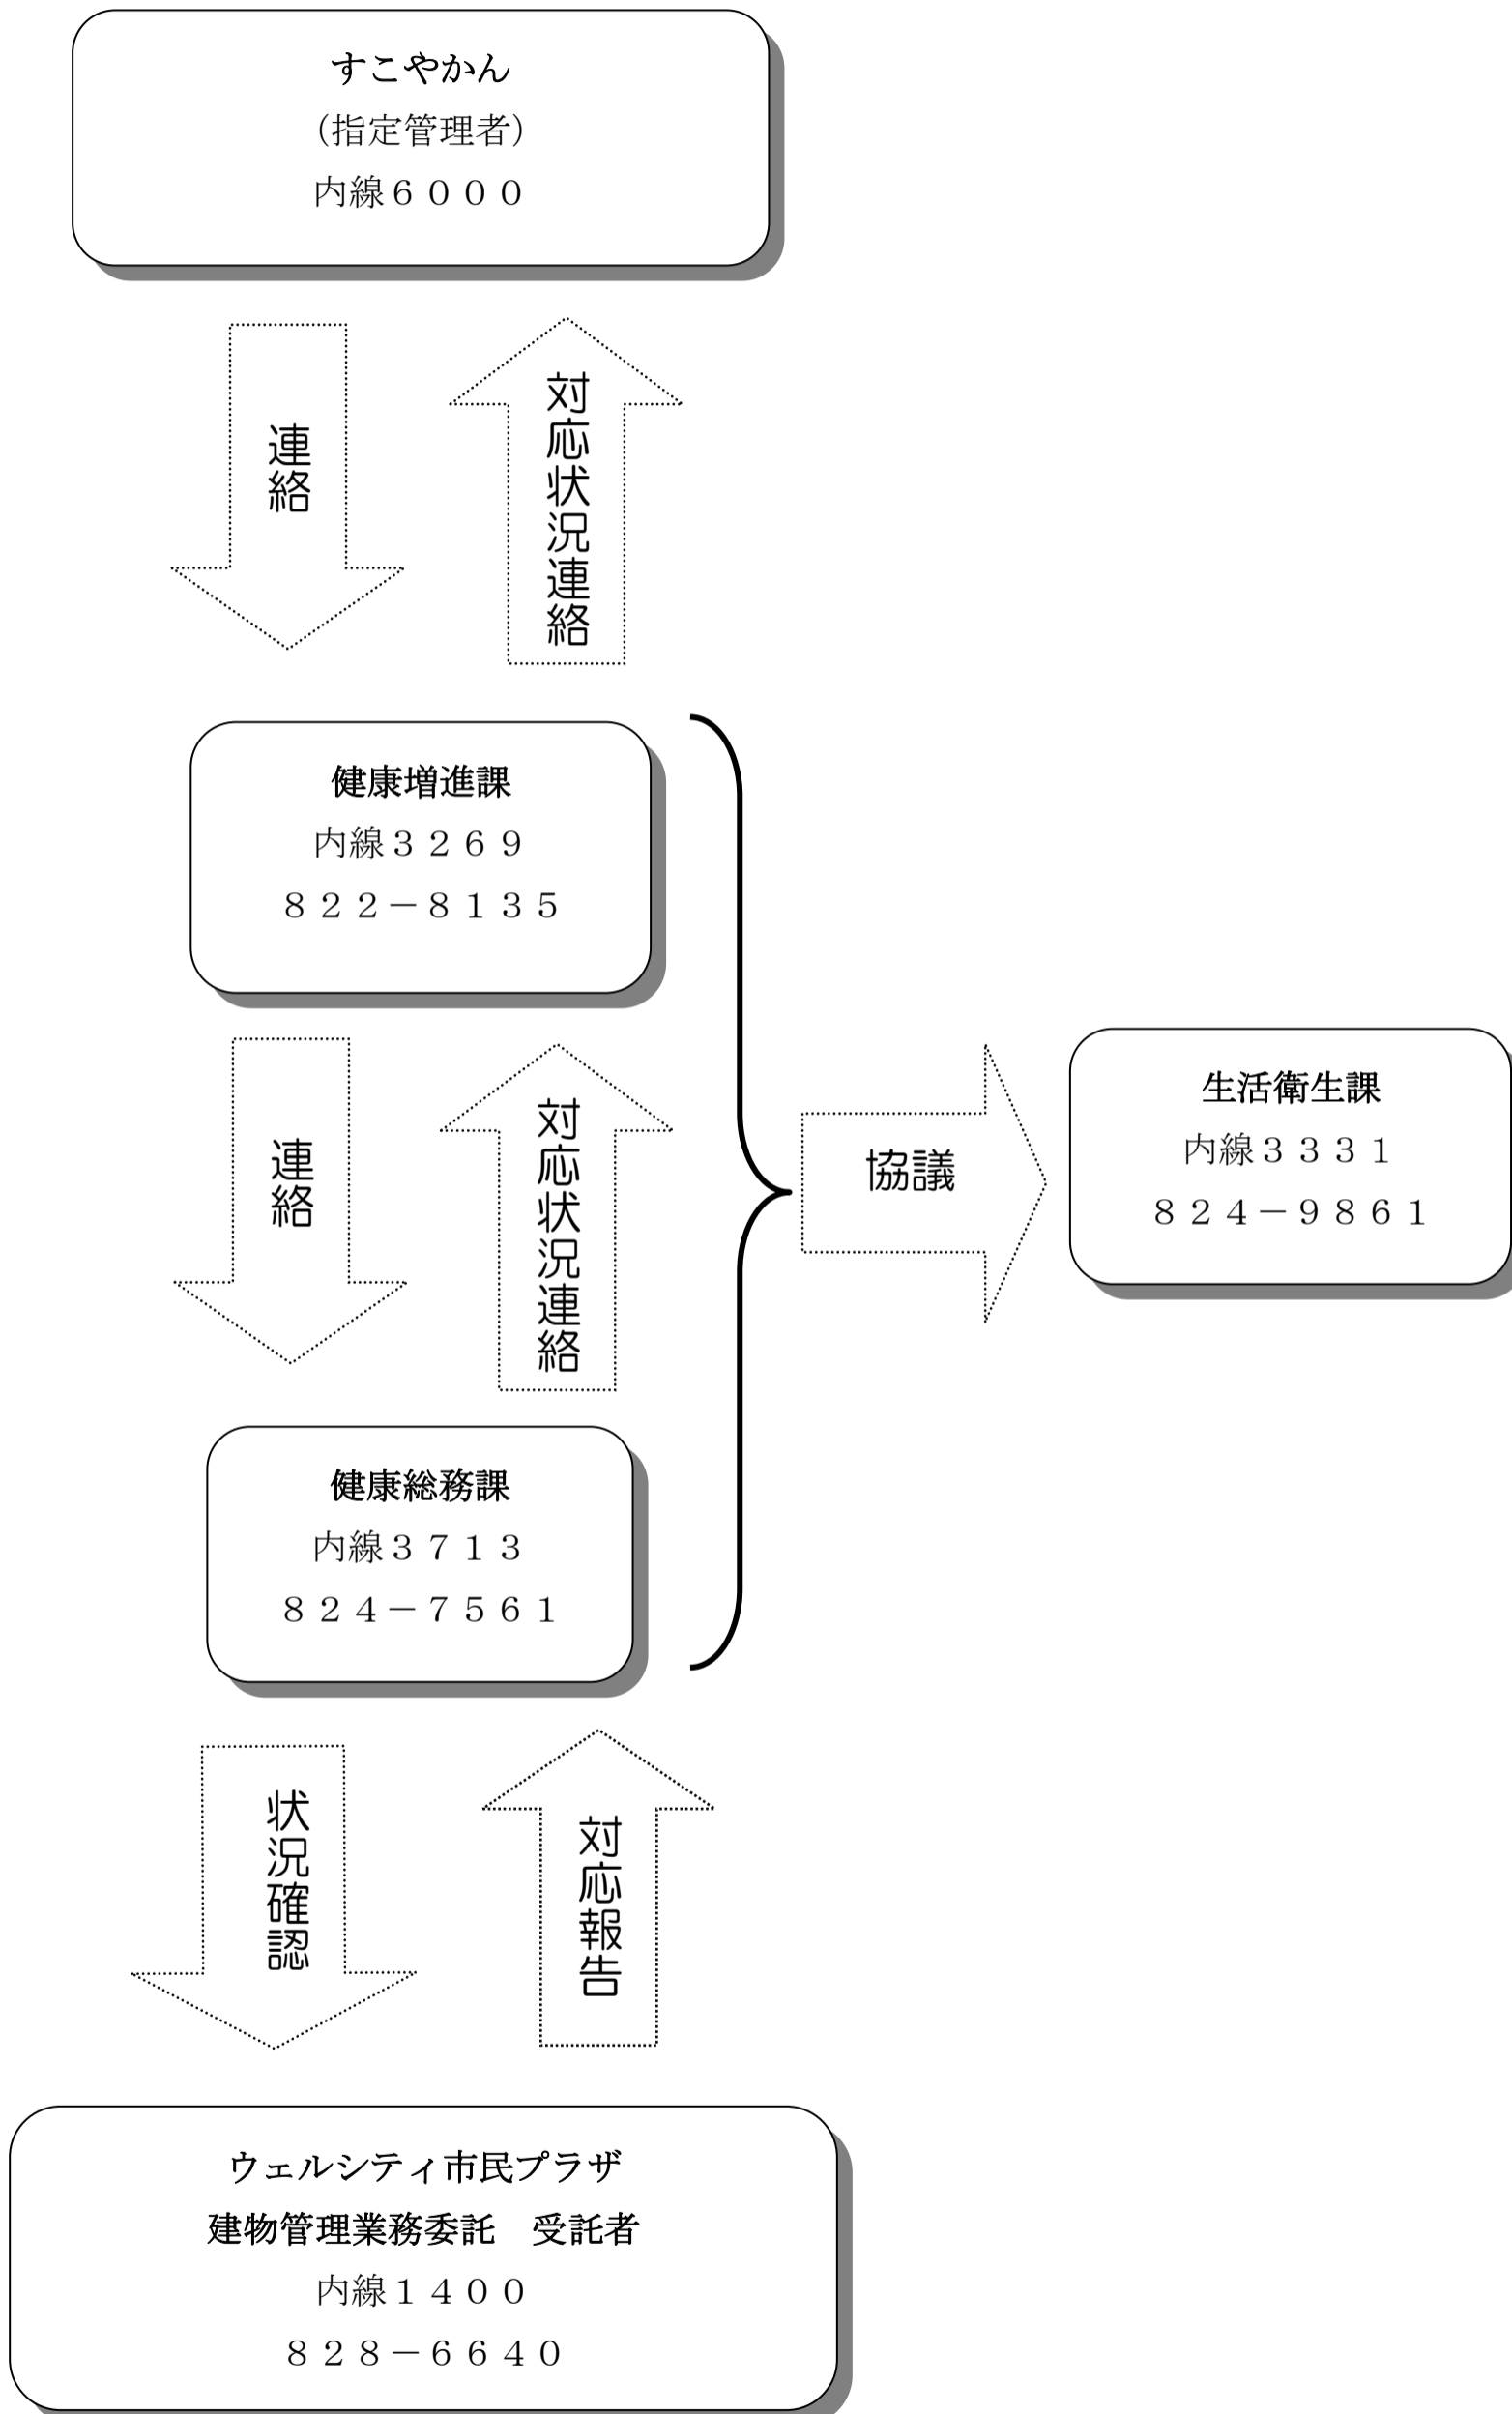 すこやかん
（指定管理者）
内線６０００
連絡
対応状況連絡
健康増進課
内線３２６９
８２２－８１３５
連絡
対応状況連絡
協議
生活衛生課
内線３３３１
８２４－９８６１
健康総務課
内線３７１３
８２４－７５６１
状況確認
対応報告
ウェルシティ市民プラザ
建物管理業務委託　受託者
内線１４００
８２８－６６４０